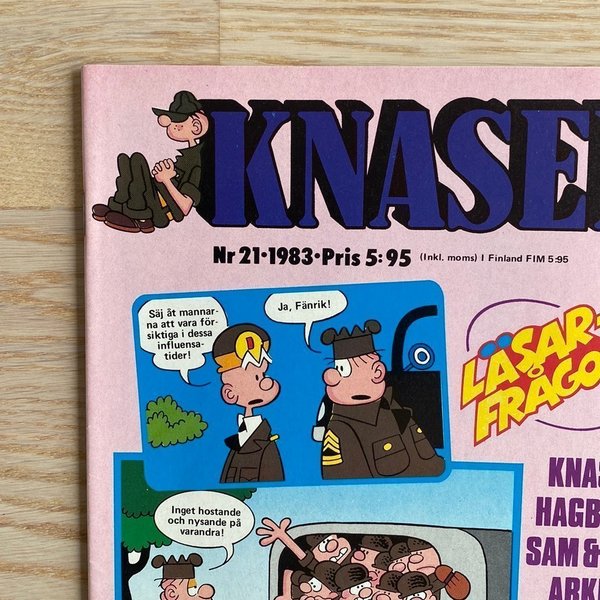 KNASEN
Nr 21·1983·Pris 5:95 (Inkl. moms) I Finland FIM 5:95
Säj åt mannar-
na att vara för-
siktiga i dessa
influensa-
tider!
Ja, Fänrik!
LÄSAR-
FRÅGO
Inget hostande
och nysande på
varandra!
KNAS
HAGB
SAM &
ARK